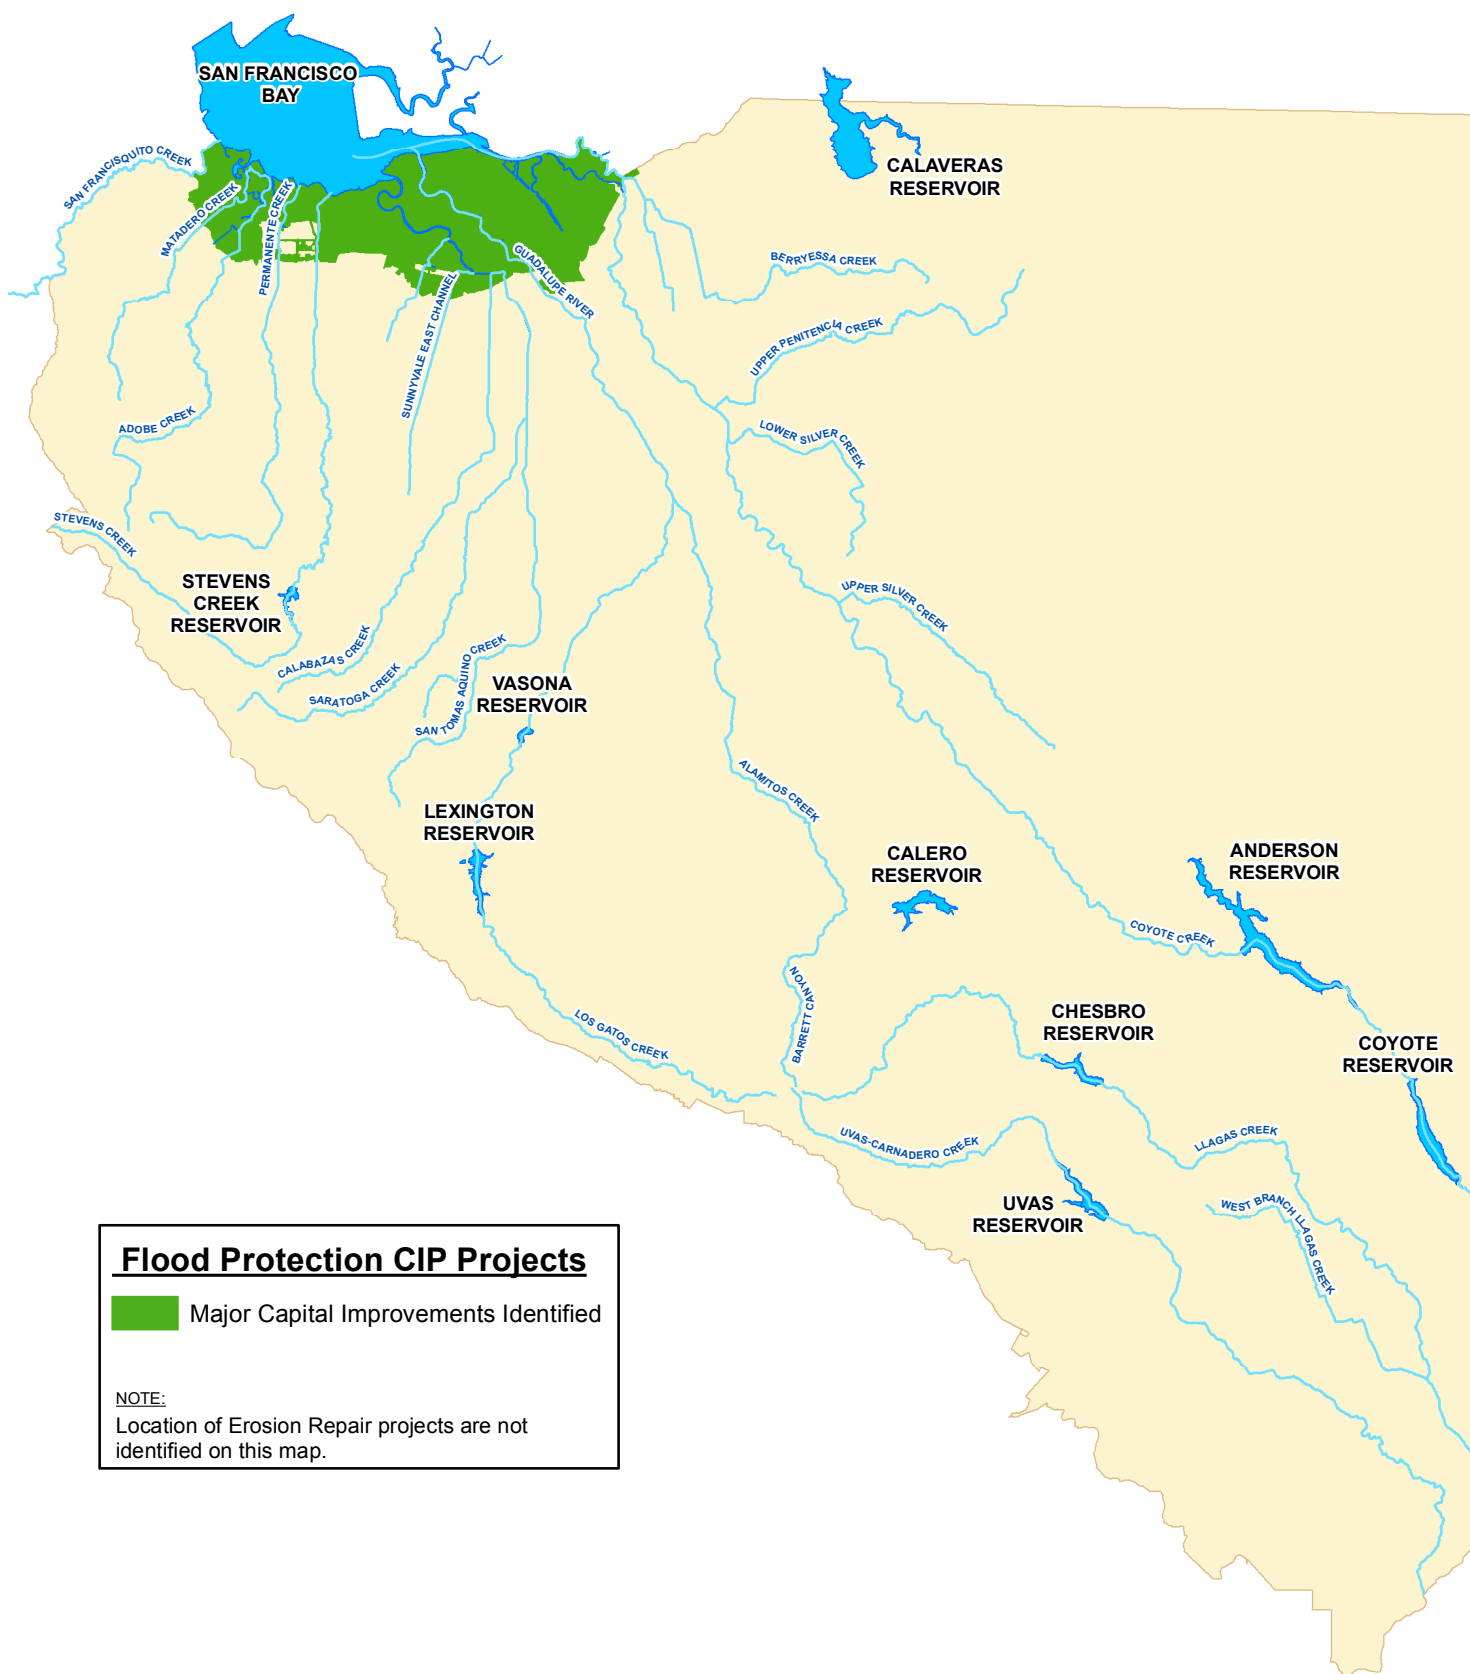 SAN FRANCISCO
BAY
CALAVERAS
RESERVOIR
SAN FRANCISQUITO CREEK
MATADERO CREEK
PERMANENTE CREEK
GUADALUPE RIVER
BERRYESSA CREEK
SUNNYVALE EAST CHANNEL
UPPER PENITENCIA CREEK
ADOBE CREEK
LOWER SILVER CREEK
STEVENS CREEK
STEVENS
CREEK
RESERVOIR
UPPER SILVER CREEK
CALABAZAS CREEK
SARATOGA CREEK
SAN TOMAS AQUINO CREEK
VASONA
RESERVOIR
ALAMITOS CREEK
LEXINGTON
RESERVOIR
CALERO
RESERVOIR
ANDERSON
RESERVOIR
COYOTE CREEK
BARRETT CANYON
LOS GATOS CREEK
CHESBRO
RESERVOIR
COYOTE
RESERVOIR
UVAS-CARNADERO CREEK
LLAGAS CREEK
UVAS
RESERVOIR
WEST BRANCH LLAGAS CREEK
Flood Protection CIP Projects
Major Capital Improvements Identified
NOTE:
Location of Erosion Repair projects are not
identified on this map.